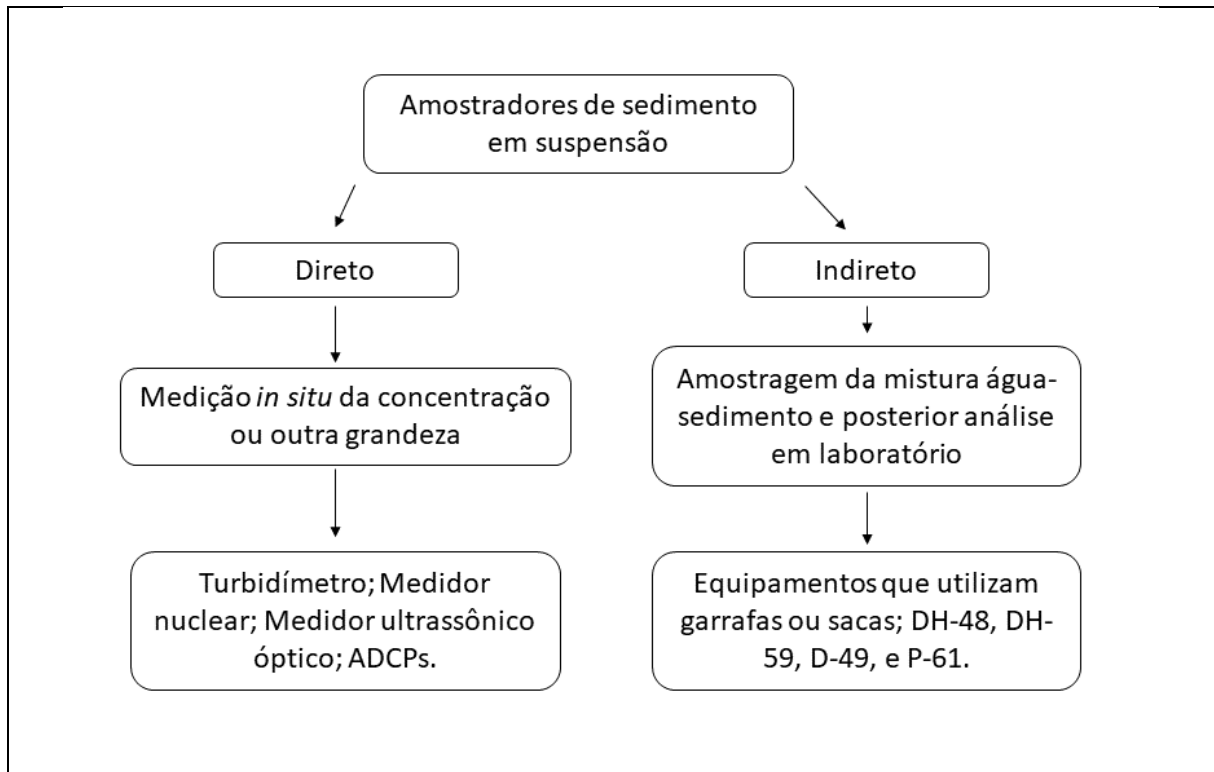 Amostradores de sedimento
em suspensão
Direto
Indireto
Medição in situ da concentração
ou outra grandeza
Amostragem da mistura água-
sedimento e posterior análise
em laboratório
Turbidímetro; Medidor
nuclear; Medidor ultrassônico
óptico; ADCPs.
Equipamentos que utilizam
garrafas ou sacas; DH-48, DH-
59, D-49, e P-61.